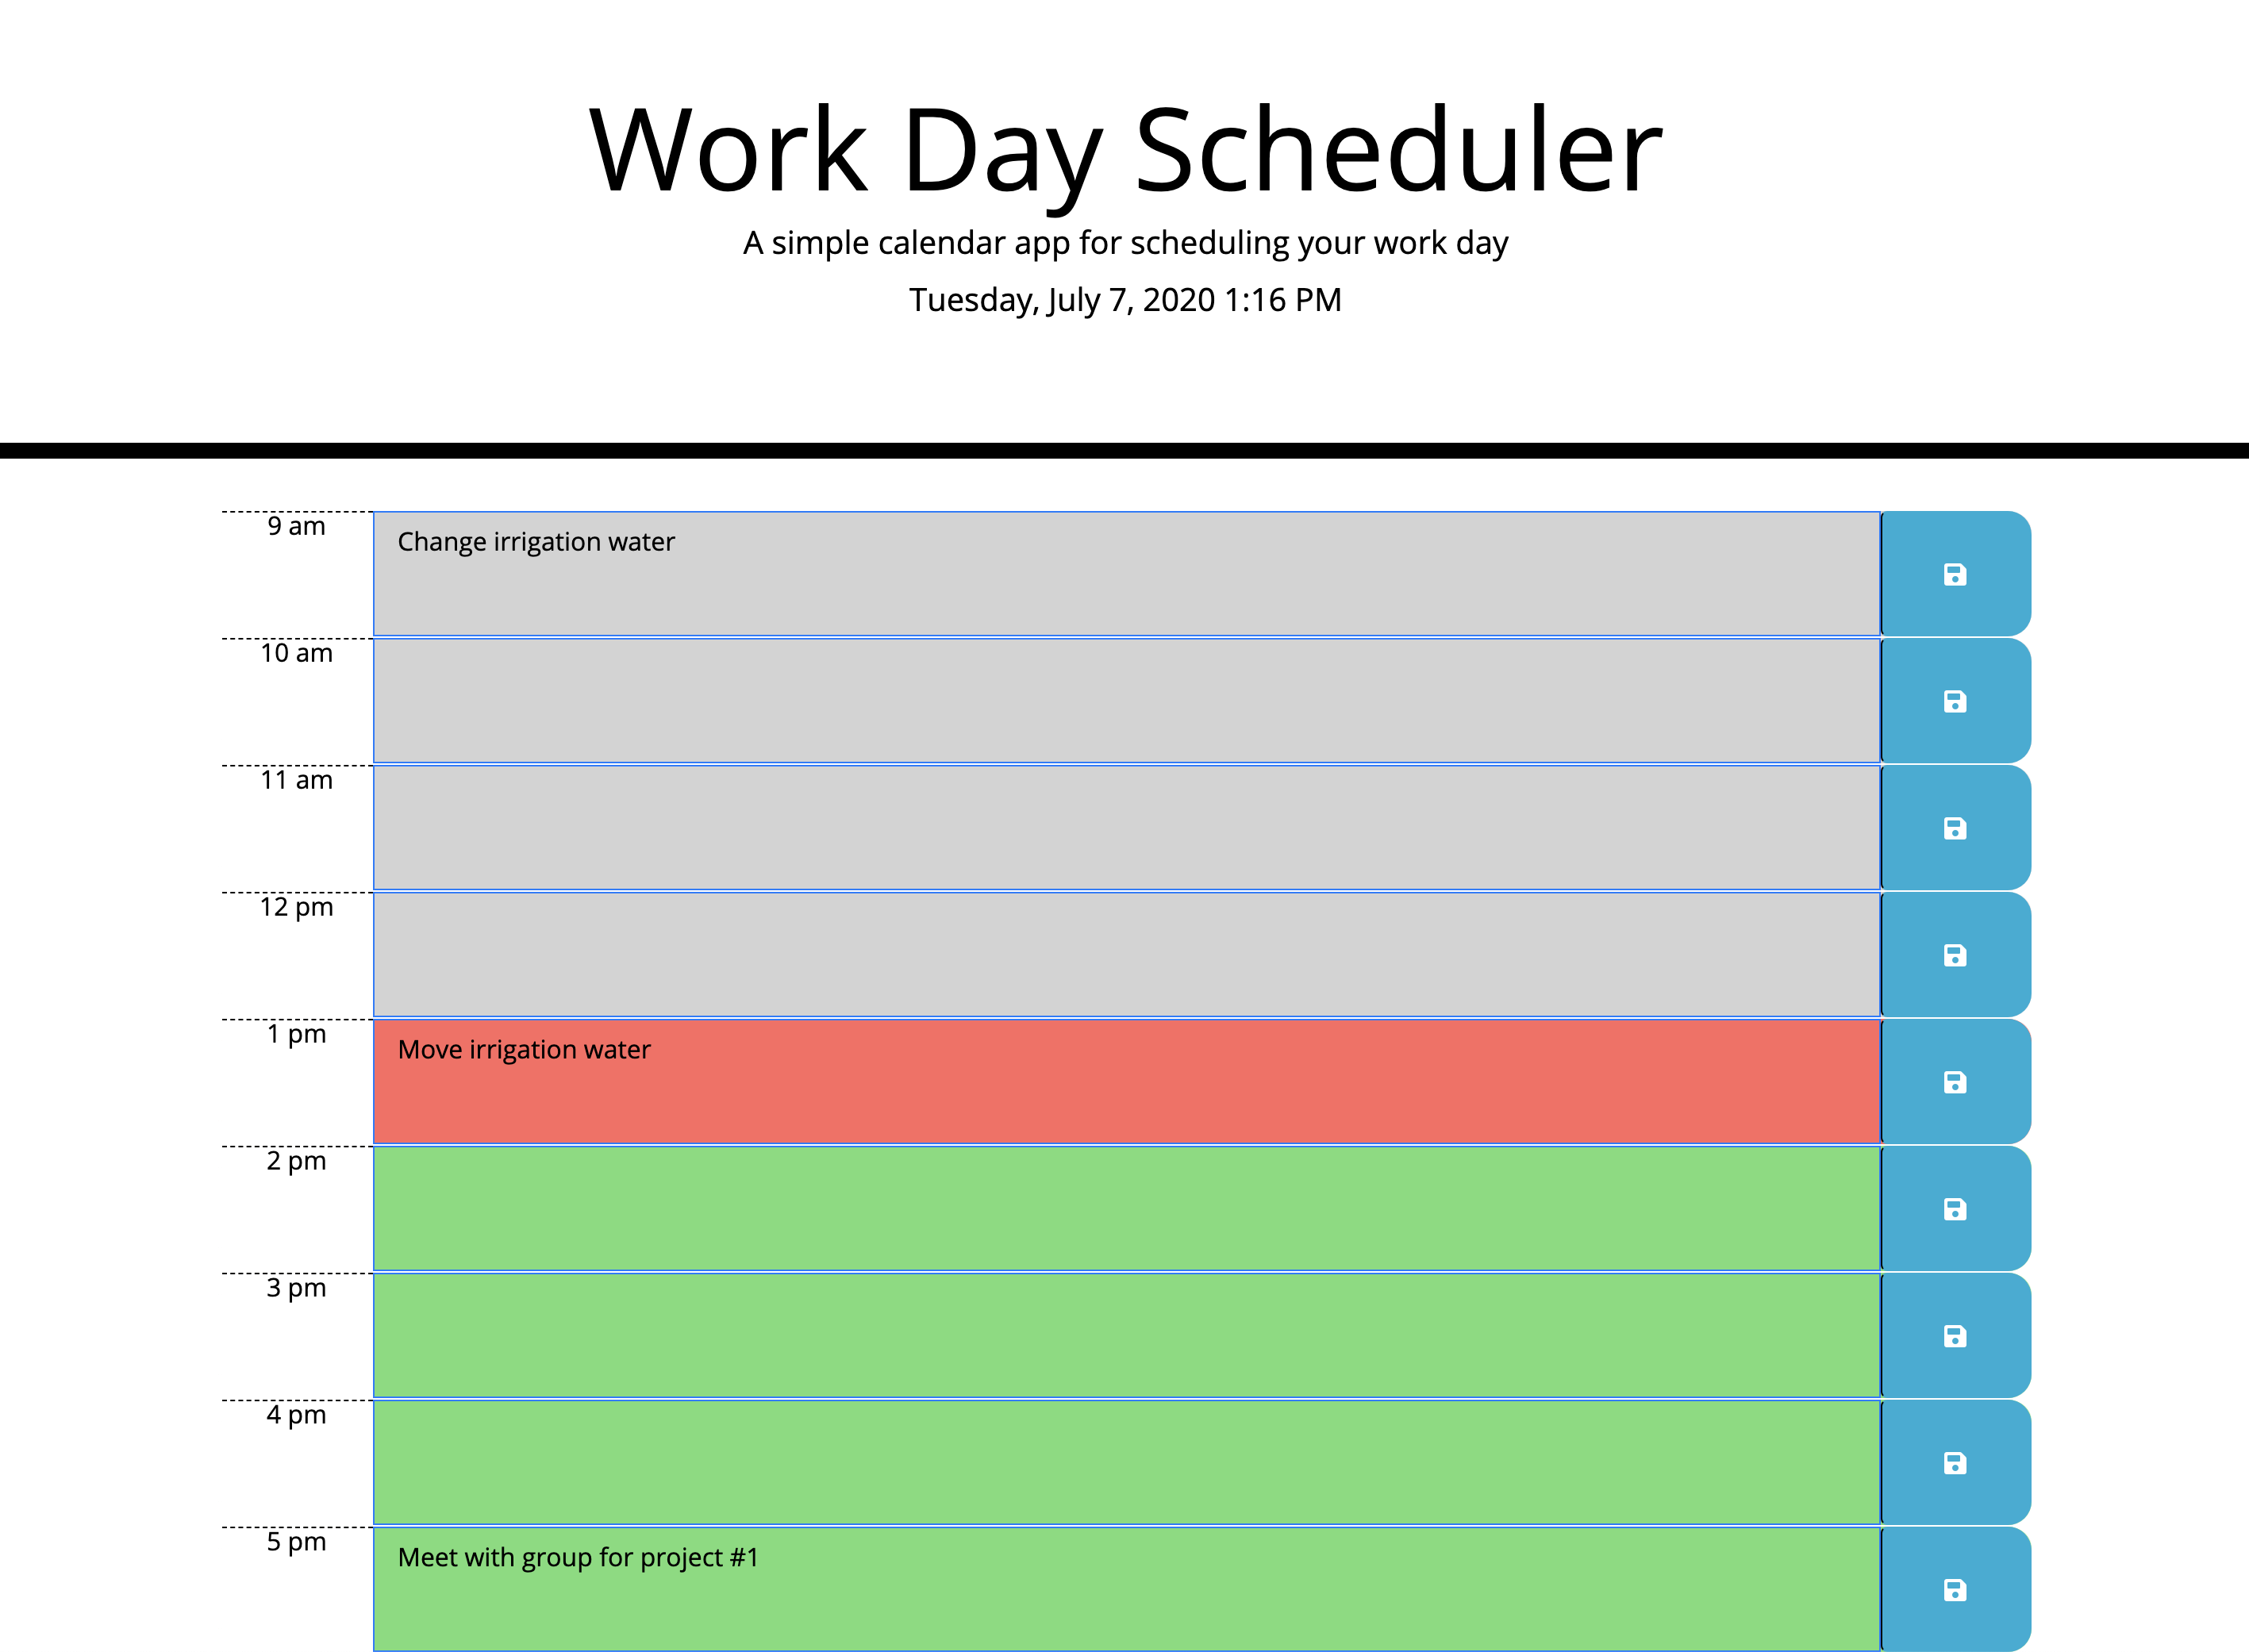 Work Day Scheduler
A simple calendar app for scheduling your work day
Tuesday, July 7, 2020 1:16 PM
9 am
Change irrigation water
10 am
11 am
12 pm
1 pm
Move irrigation water
2 pm
3 pm
4 pm
5 pm
Meet with group for project #1